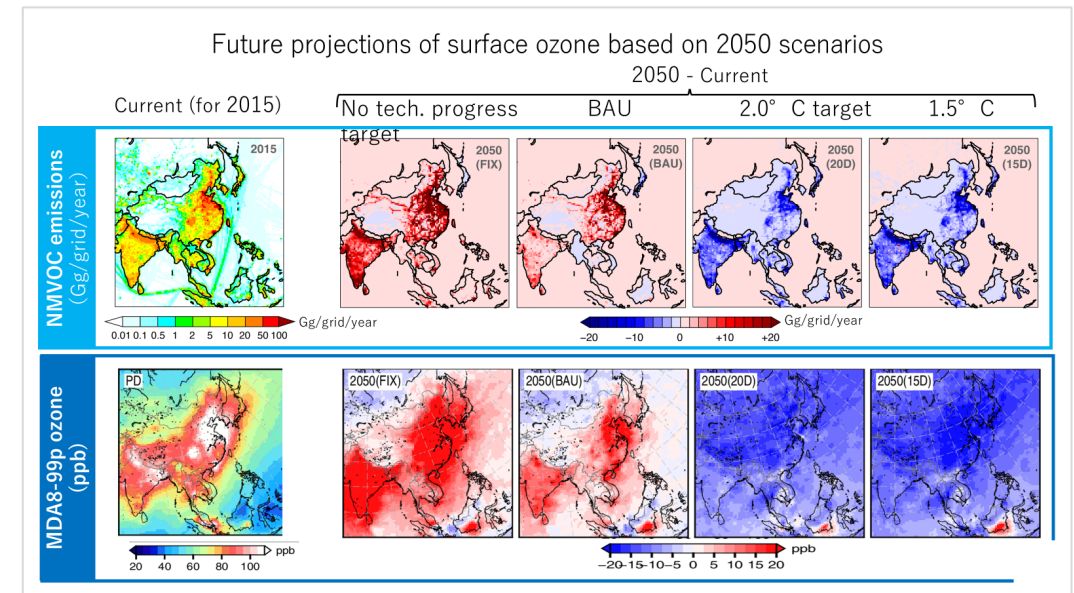 Future projections of surface ozone based on 2050 scenarios
2050 - Current
Current (for 2015)
No tech. progress target
BAU
2.0° C target
1.5° C
NMVOC emissions
(Gg/grid/year)
2015
2050
(FIX)
2050
(BAU)
2050
(20D)
2050
(15D)
0.01 0.1 0.5 1 2 5 10 20 50 100
Gg/grid/year
−20 −10 0 +10 +20
Gg/grid/year
MDA8-99p ozone
(ppb)
PD
2050(FIX)
2050(BAU)
2050(20D)
2050(15D)
20 40 60 80 100
ppb
−20−15−10−5 0 5 10 15 20
ppb